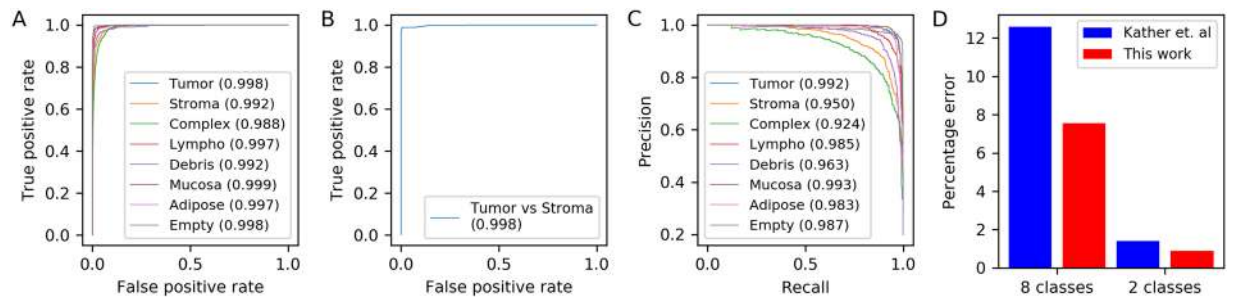 A
True positive rate
1.0
0.8
0.6
0.4
0.2
0.0
Tumor (0.998)
Stroma (0.992)
Complex (0.988)
Lympho (0.997)
Debris (0.992)
Mucosa (0.999)
Adipose (0.997)
Empty (0.998)
0.0 0.5 1.0
False positive rate
B
True positive rate
1.0
0.8
0.6
0.4
0.2
0.0
Tumor vs Stroma
(0.998)
0.0 0.5 1.0
False positive rate
C
Precision
1.0
0.8
0.6
0.4
0.2
Tumor (0.992)
Stroma (0.950)
Complex (0.924)
Lympho (0.985)
Debris (0.963)
Mucosa (0.993)
Adipose (0.983)
Empty (0.987)
0.0 0.5 1.0
Recall
D
Percentage error
12
10
8
6
4
2
0
Kather et. al
This work
8 classes 2 classes